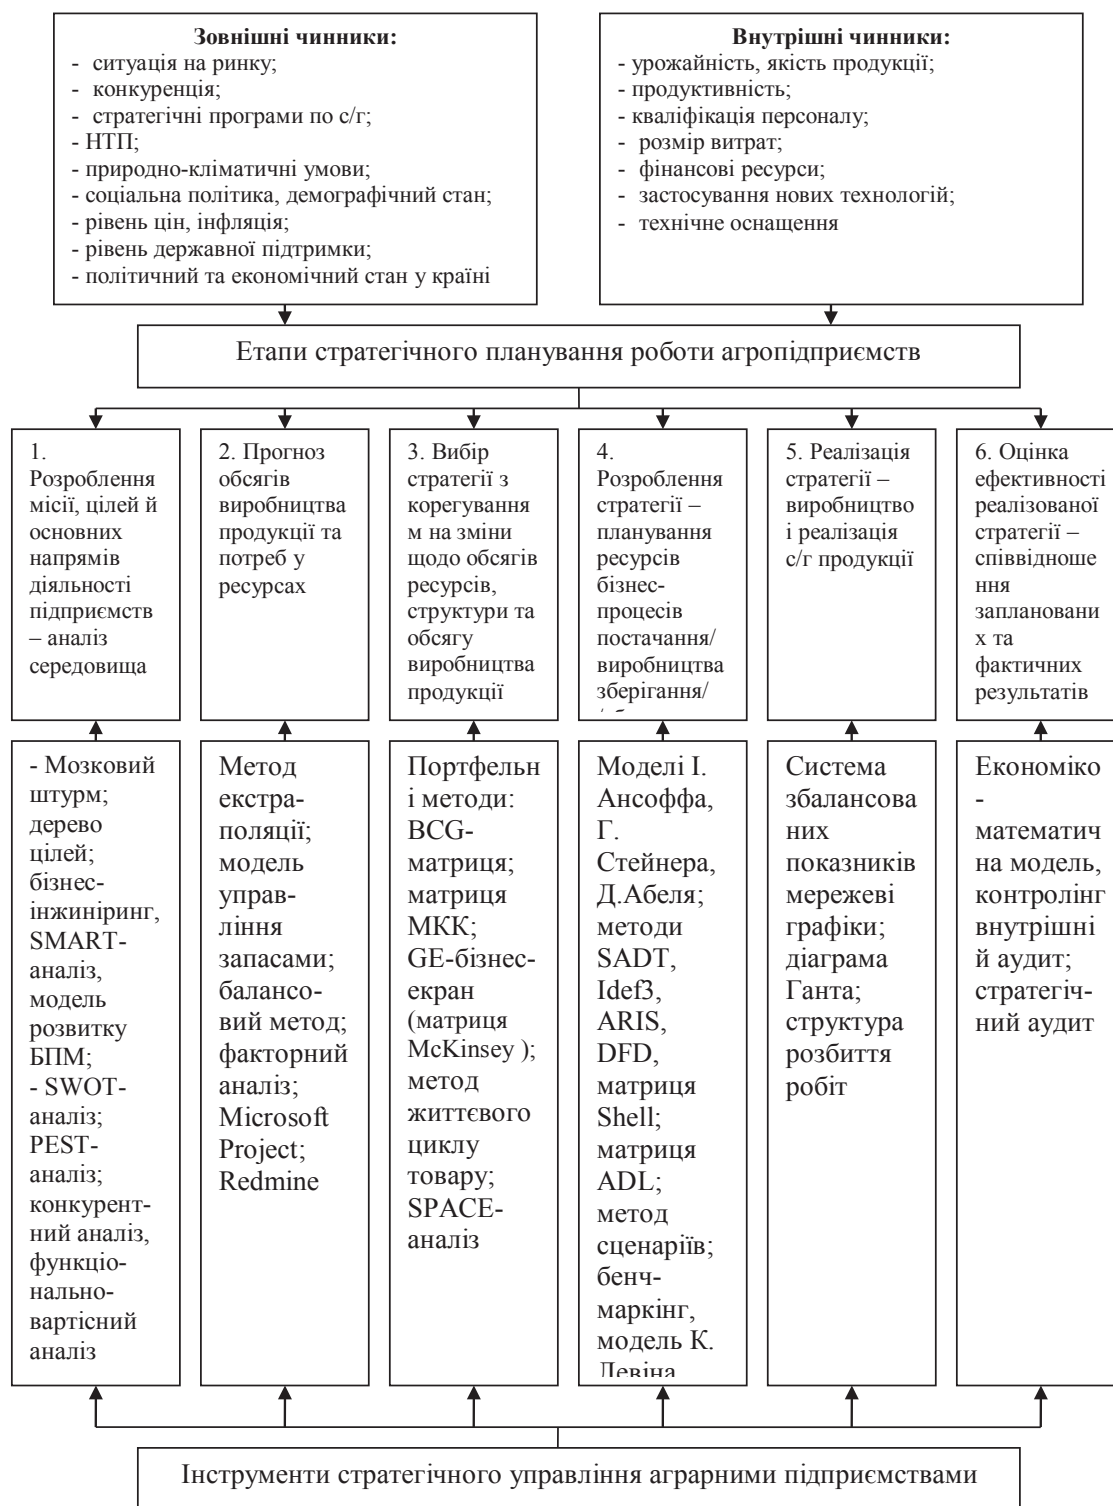 Зовнішні чинники:
- ситуація на ринку;
- конкуренція;
- стратегічні програми по с/г;
- НТП;
- природно-кліматичні умови;
- соціальна політика, демографічний стан;
- рівень цін, інфляція;
- рівень державної підтримки;
- політичний та економічний стан у країні
Внутрішні чинники:
- урожайність, якість продукції;
- продуктивність;
- кваліфікація персоналу;
- розмір витрат;
- фінансові ресурси;
- застосування нових технологій;
- технічне оснащення
Етапи стратегічного планування роботи агропідприємств
1.
Розроблення
місії, цілей й
основних
напрямів
діяльності
підприємств
– аналіз
середовища
2. Прогноз
обсягів
виробництва
продукції та
потреб у
ресурсах
3. Вибір
стратегії з
корегування
м на зміни
щодо обсягів
ресурсів,
структури та
обсягу
виробництва
продукції
4.
Розроблення
стратегії –
планування
ресурсів
бізнес-
процесів
постачання/
виробництва
зберігання/
5. Реалізація
стратегії –
виробництво
і реалізація
с/г продукції
6. Оцінка
ефективності
реалізованої
стратегії –
співвідноше
ння
заплановани
х та
фактичних
результатів
- Мозковий
штурм;
дерево
цілей;
бізнес-
інжиніринг,
SMART-
аналіз,
модель
розвитку
БПМ;
- SWOT-
аналіз;
PEST-
аналіз;
конкурент-
ний аналіз,
функціо-
нально-
вартісний
аналіз
Метод
екстра-
поляції;
модель
управ-
ління
запасами;
балансо-
вий метод;
факторний
аналіз;
Microsoft
Project;
Redmine
Портфельн
і методи:
BCG-
матриця;
матриця
МКК;
GE-бізнес-
екран
(матриця
McKinsey );
метод
життєвого
циклу
товару;
SPACE-
аналіз
Моделі І.
Ансоффа,
Г.
Стейнера,
Д.Абеля;
методи
SADT,
Idef3,
ARIS,
DFD,
матриця
Shell;
матриця
ADL;
метод
сценаріїв;
бенч-
маркінг,
модель К.
Левіна
Система
збалансова
них
показників
мережеві
графіки;
діаграма
Ганта;
структура
розбиття
робіт
Економіко
-
математич
на модель,
контролінг
внутрішні
й аудит;
стратегіч-
ний аудит
Інструменти стратегічного управління аграрними підприємствами